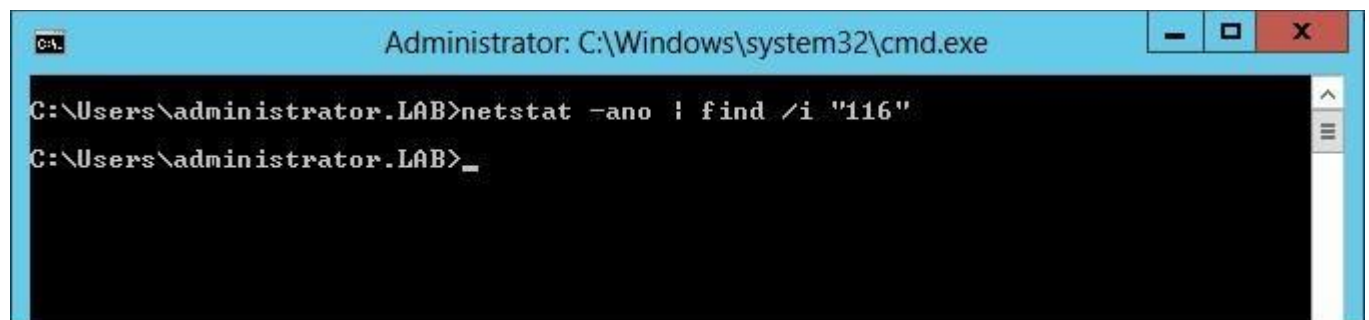 Administrator: C:\Windows\system32\cmd.exe
C:\Users\administrator.LAB>netstat -ano | find /i "116"
C:\Users\administrator.LAB>_